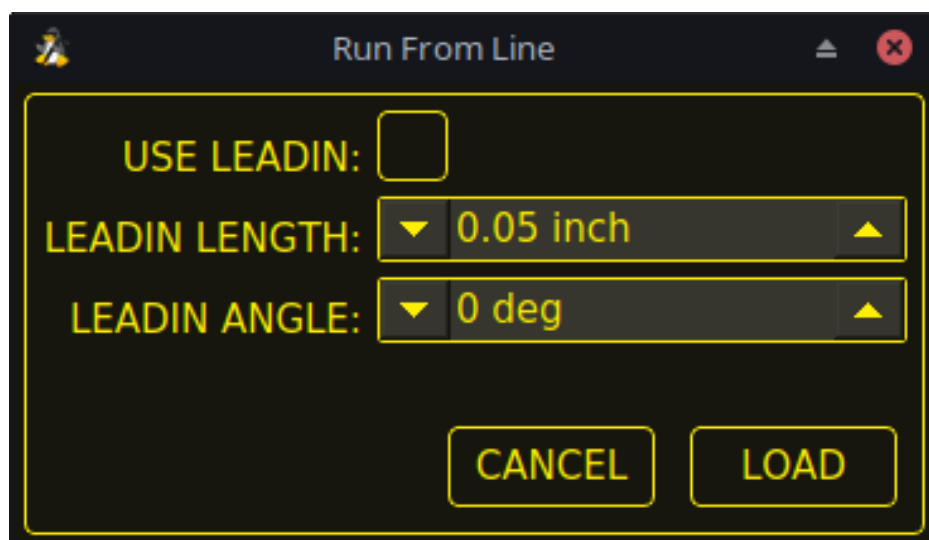 Run From Line
USE LEADIN:
LEADIN LENGTH: 0.05 inch
LEADIN ANGLE: 0 deg
CANCEL LOAD